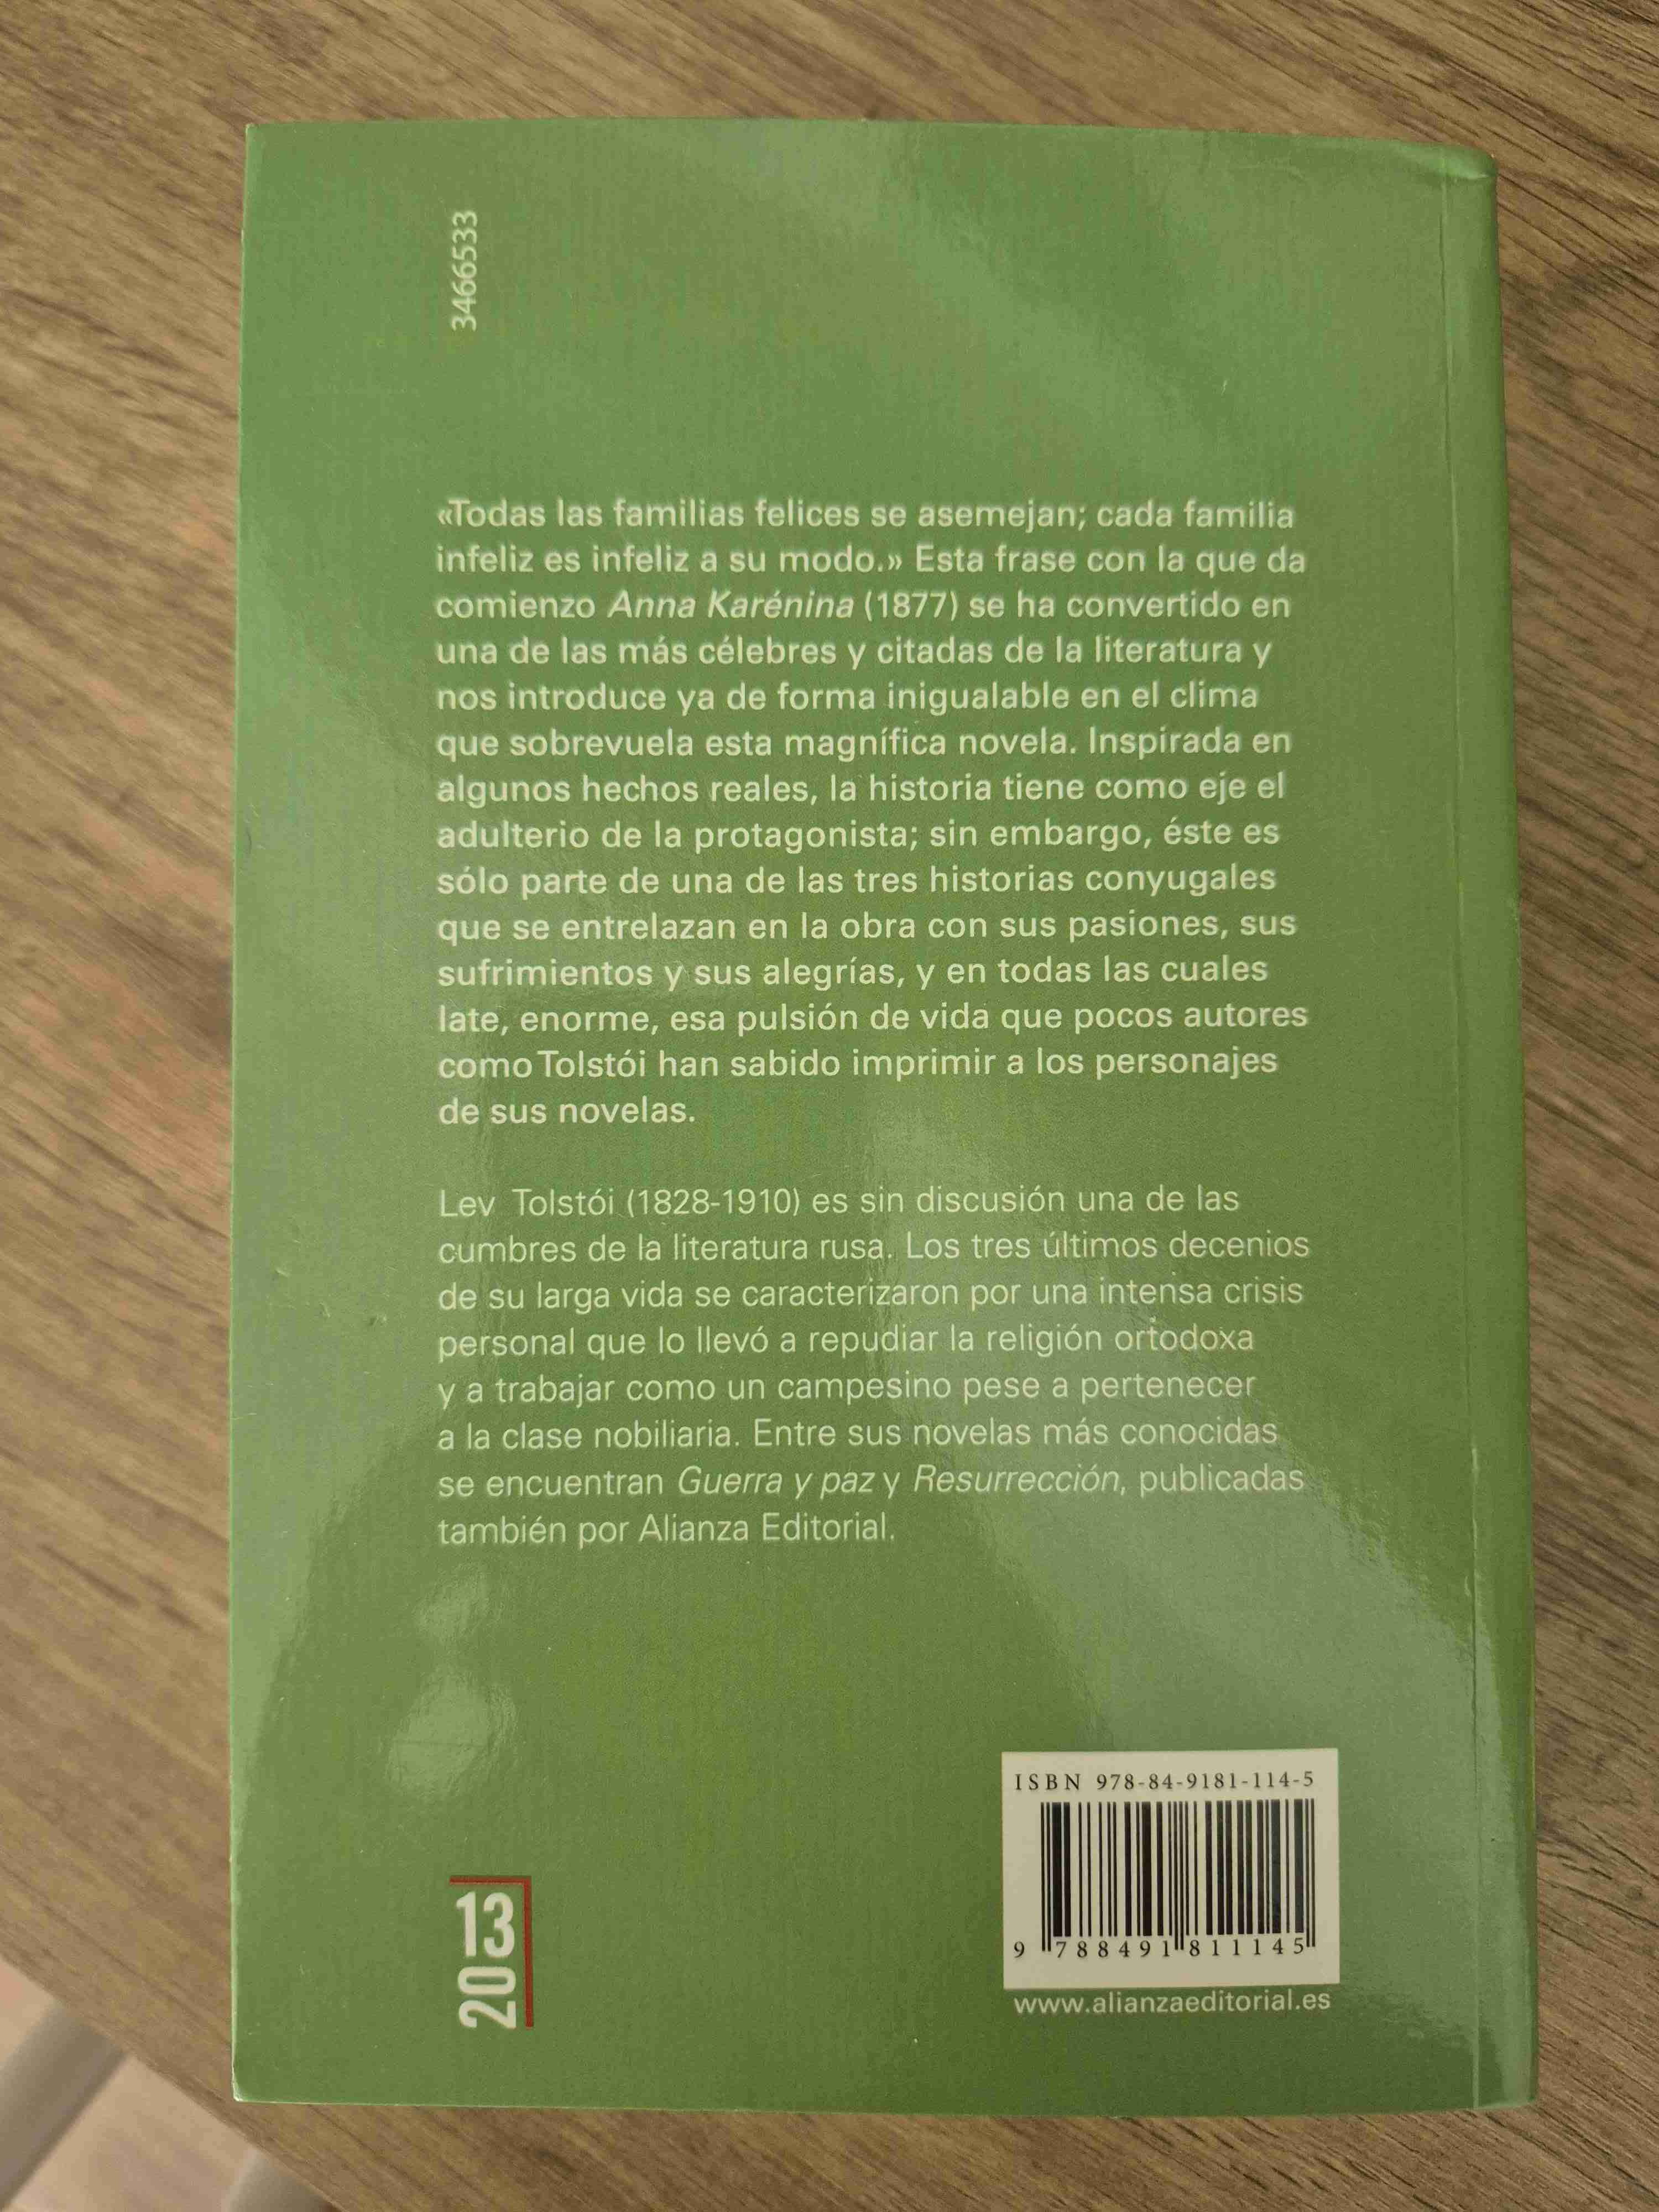 3466533
«Todas las familias felices se asemejan; cada familia
infeliz es infeliz a su modo.» Esta frase con la que da
comienzo Anna Karénina (1877) se ha convertido en
una de las más célebres y citadas de la literatura y
nos introduce ya de forma inigualable en el clima
que sobrevuela esta magnífica novela. Inspirada en
algunos hechos reales, la historia tiene como eje el
adulterio de la protagonista; sin embargo, éste es
sólo parte de una de las tres historias conyugales
que se entrelazan en la obra con sus pasiones, sus
sufrimientos y sus alegrías, y en todas las cuales
late, enorme, esa pulsión de vida que pocos autores
como Tolstói han sabido imprimir a los personajes
de sus novelas.
Lev Tolstói (1828-1910) es sin discusión una de las
cumbres de la literatura rusa. Los tres últimos decenios
de su larga vida se caracterizaron por una intensa crisis
personal que lo llevó a repudiar la religión ortodoxa
y a trabajar como un campesino pese a pertenecer
a la clase nobiliaria. Entre sus novelas más conocidas
se encuentran Guerra y paz y Resurrección, publicadas
también por Alianza Editorial.
2013
ISBN 978-84-9181-114-5
9 788491 811145
www.alianzaeditorial.es